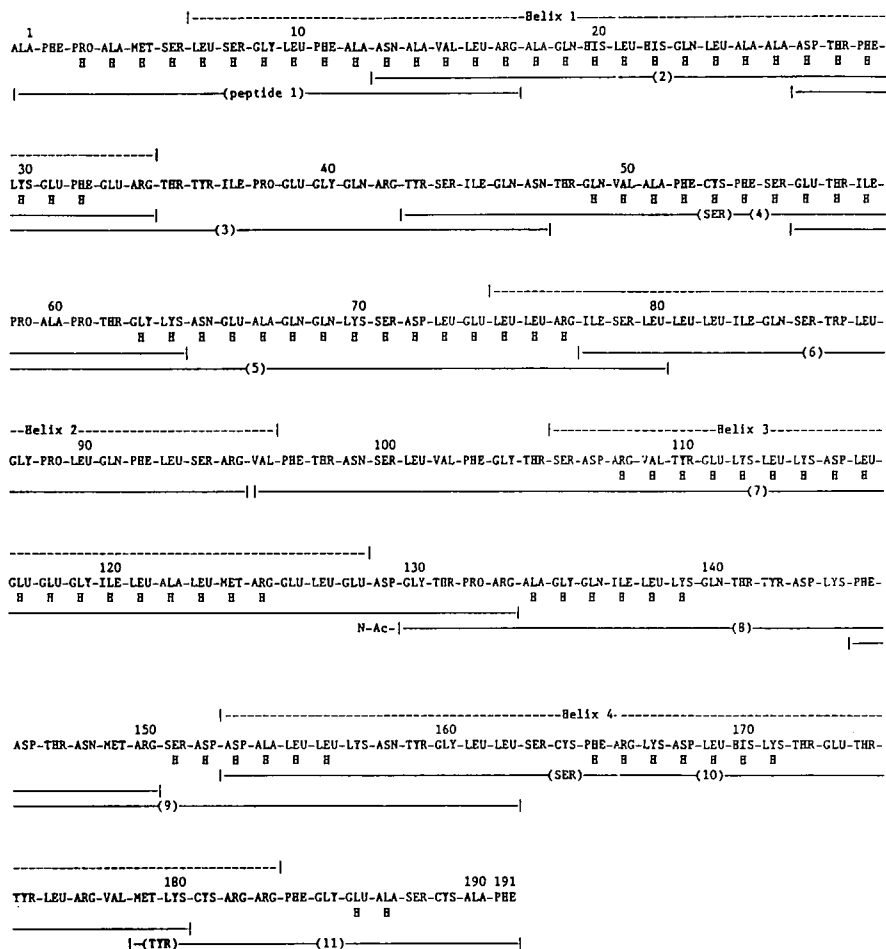 Helix 1
1 10 20
ALA-PHE-PRO-ALA-MET-SER-LEU-SER-GLY-LEU-PHE-ALA-ASN-ALA-VAL-LEU-ARG-ALA-GLN-HIS-LEU-HIS-GLN-LEU-ALA-ALA-ASP-THR-PHE-
H H H H H H H H H H H H H H H H H H H H H H H H H H H
(peptide 1) (2)
30 40 50
LYS-GLU-PHE-GLU-ARG-THR-TYR-ILE-PRO-GLU-GLY-GLN-ARG-TYR-SER-ILE-GLN-ASN-THR-GLN-VAL-ALA-PHE-CYS-PHE-SER-GLU-THR-ILE-
H H H H H H H H H H H H H
(3) (SER) (4)
60 70 80
PRO-ALA-PRO-THR-GLY-LYS-ASN-GLU-ALA-GLN-GLN-LYS-SER-ASP-LEU-GLU-LEU-LEU-ARG-ILE-SER-LEU-LEU-LEU-ILE-GLN-SER-TRP-LEU-
H H H H H H H H H H H H H H H
(5) (6)
Helix 2 Helix 3
90 100 110
GLY-PRO-LEU-GLN-PHE-LEU-SER-ARG-VAL-PHE-THR-ASN-SER-LEU-VAL-PHE-GLY-THR-SER-ASP-ARG-VAL-TYR-GLU-LYS-LEU-LYS-ASP-LEU-
H H H H H H H H H
(7)
120 130 140
GLU-GLU-GLY-ILE-LEU-ALA-LEU-MET-ARG-GLU-LEU-GLU-ASP-GLY-THR-PRO-ARG-ALA-GLY-GLN-ILE-LEU-LYS-GLN-THR-TYR-ASP-LYS-PHE-
H H H H H H H H H H H H H H H
N-Ac- (8)
Helix 4
150 160 170
ASP-THR-ASN-MET-ARG-SER-ASP-ASP-ALA-LEU-LEU-LYS-ASN-TYR-GLY-LEU-LEU-SER-CYS-PHE-ARG-LYS-ASP-LEU-HIS-LYS-THR-GLU-THR-
H H H H H H H H H H H H H
(9) (SER) (10)
180 190 191
TYR-LEU-ARG-VAL-MET-LYS-CYS-ARG-ARG-PHE-GLY-GLU-ALA-SER-CYS-ALA-PHE
H H
(TYR) (11)